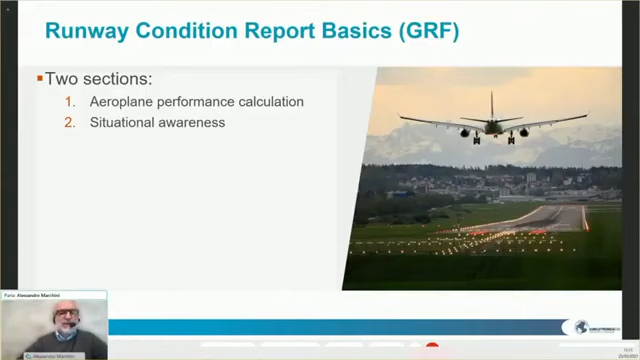 Runway Condition Report Basics (GRF)
Two sections:
1. Aeroplane performance calculation
2. Situational awareness
Parla: Alessandro Marchini
Alessandro Marchini